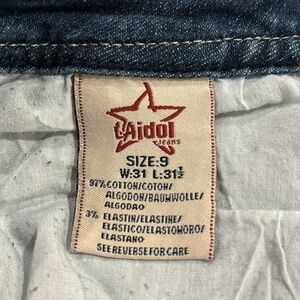 L'Aidol
JEANS
SIZE:9
W:31 L:31½
97% COTTON/COTON/
ALGODON/BAUMWOLLE/
ALGODAO
3% ELASTIN/ELASTINE/
ELASTICO/ELASTOMOROS/
ELASTANO
SEE REVERSE FOR CARE